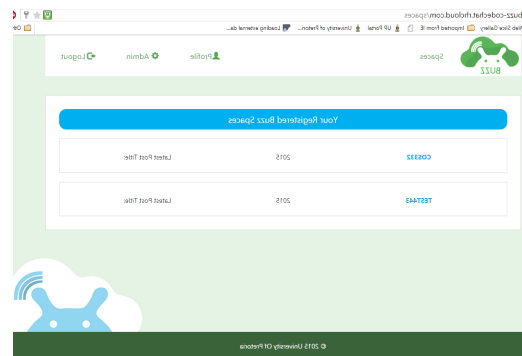 buzz-codechat.rhcloud.com/spaces
Web Slice Gallery Imported From IE UP Portal University of Pretori... Loading external da...
BUZZ Spaces Profile Admin Logout
Your Registered Buzz Spaces
COS332 2015 Latest Post Title:
TEST443 2015 Latest Post Title:
© 2015 University Of Pretoria